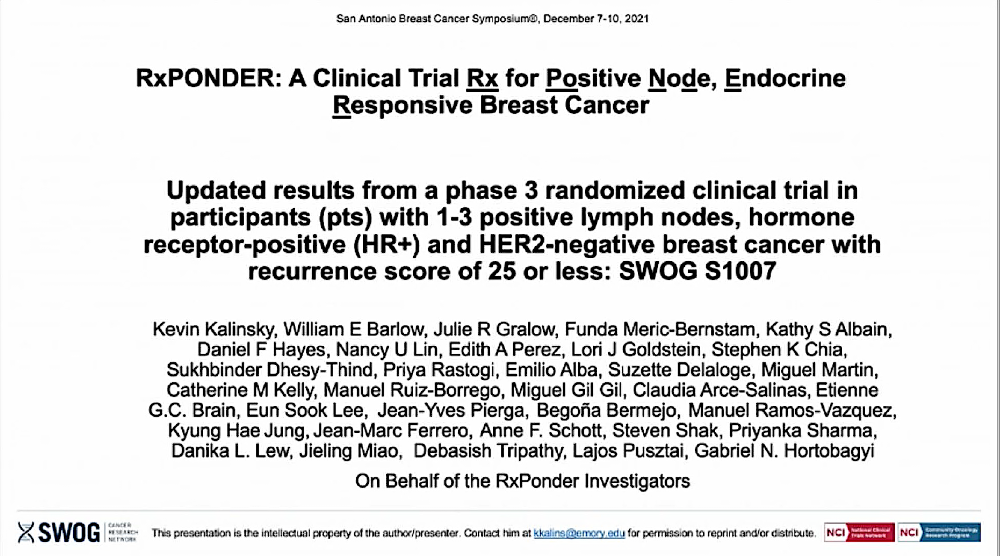 San Antonio Breast Cancer Symposium®, December 7-10, 2021
RxPONDER: A Clinical Trial Rx for Positive Node, Endocrine
Responsive Breast Cancer
Updated results from a phase 3 randomized clinical trial in
participants (pts) with 1-3 positive lymph nodes, hormone
receptor-positive (HR+) and HER2-negative breast cancer with
recurrence score of 25 or less: SWOG S1007
Kevin Kalinsky, William E Barlow, Julie R Gralow, Funda Meric-Bernstam, Kathy S Albain,
Daniel F Hayes, Nancy U Lin, Edith A Perez, Lori J Goldstein, Stephen K Chia,
Sukhbinder Dhesy-Thind, Priya Rastogi, Emilio Alba, Suzette Delaloge, Miguel Martin,
Catherine M Kelly, Manuel Ruiz-Borrego, Miguel Gil Gil, Claudia Arce-Salinas, Etienne
G.C. Brain, Eun Sook Lee, Jean-Yves Pierga, Begoña Bermejo, Manuel Ramos-Vazquez,
Kyung Hae Jung, Jean-Marc Ferrero, Anne F. Schott, Steven Shak, Priyanka Sharma,
Danika L. Lew, Jieling Miao, Debasish Tripathy, Lajos Pusztai, Gabriel N. Hortobagyi
On Behalf of the RxPonder Investigators
SWOG
CANCER
RESEARCH
NETWORK
This presentation is the intellectual property of the author/presenter. Contact him at kkalins@emory.edu for permission to reprint and/or distribute.
NCI
National Clinical
Trials Network
NCI
Community Oncology
Research Program